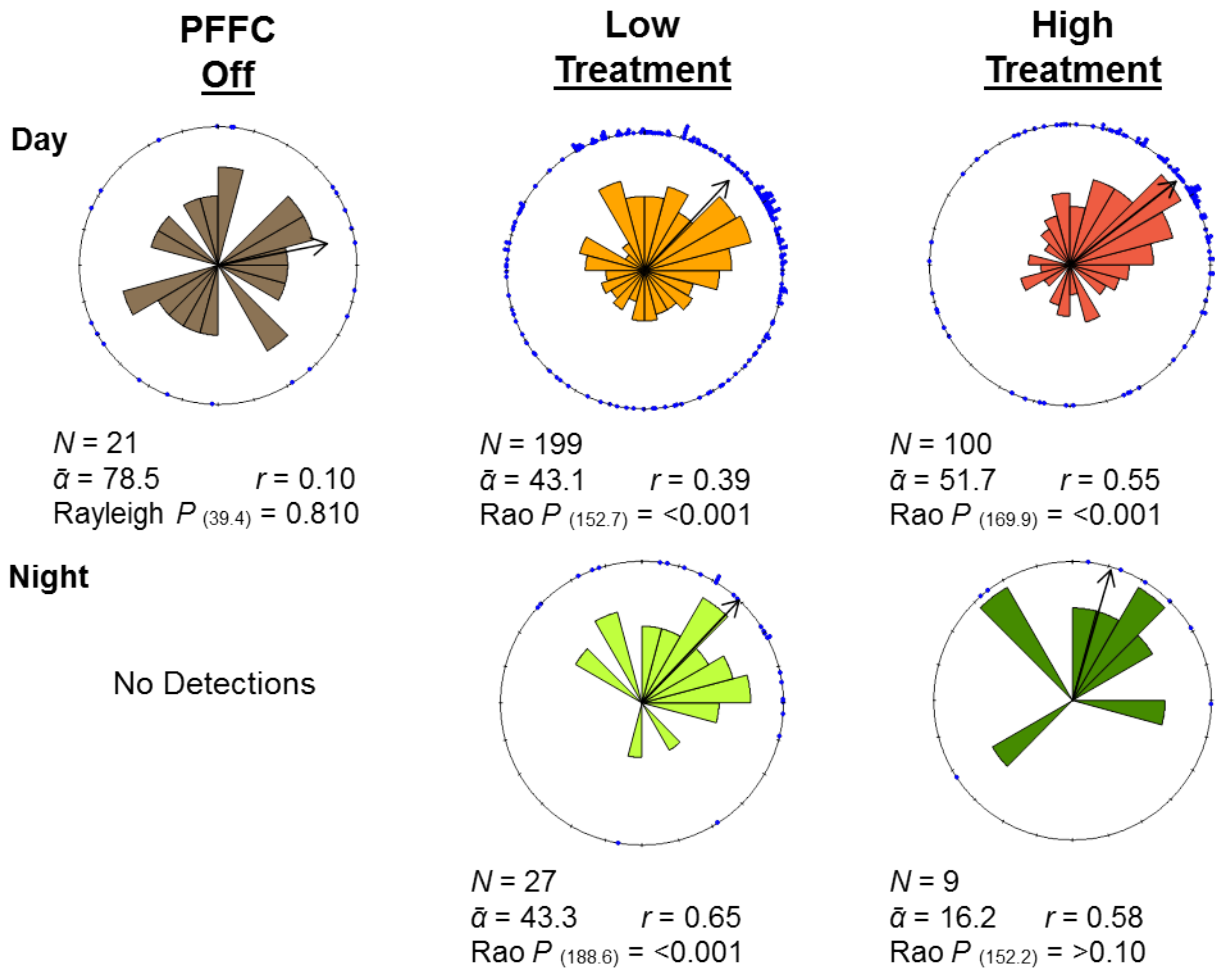 PFFC
Off
Low
Treatment
High
Treatment
Day
N = 21
ᾱ = 78.5 r = 0.10
Rayleigh P (39.4) = 0.810
N = 199
ᾱ = 43.1 r = 0.39
Rao P (152.7) = <0.001
N = 100
ᾱ = 51.7 r = 0.55
Rao P (169.9) = <0.001
Night
No Detections
N = 27
ᾱ = 43.3 r = 0.65
Rao P (188.6) = <0.001
N = 9
ᾱ = 16.2 r = 0.58
Rao P (152.2) = >0.10